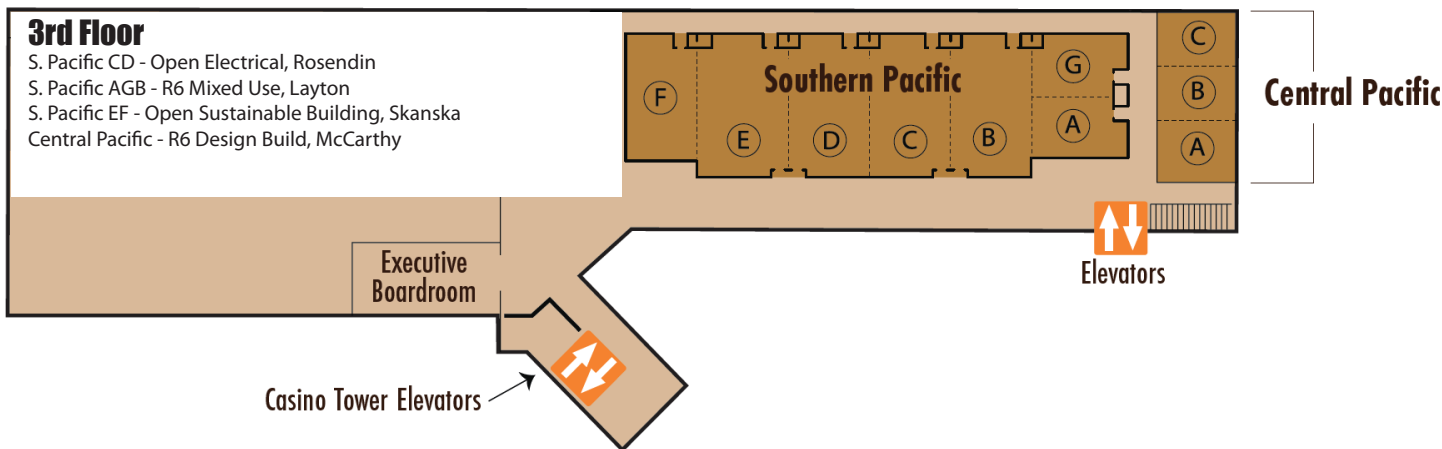 3rd Floor
S. Pacific CD - Open Electrical, Rosendin
S. Pacific AGB - R6 Mixed Use, Layton
S. Pacific EF - Open Sustainable Building, Skanska
Central Pacific - R6 Design Build, McCarthy
Southern Pacific
F
E
D
C
B
G
A
C
B
A
Central Pacific
Elevators
Executive
Boardroom
Casino Tower Elevators